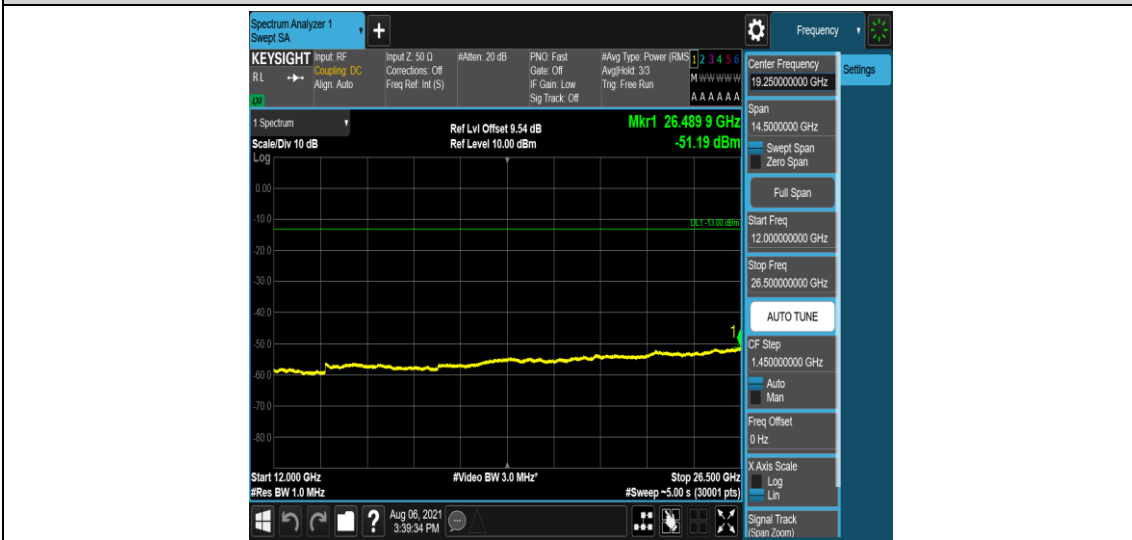 Spectrum Analyzer 1
Swept SA
+
Frequency
KEYSIGHT
RL
LXI
Input: RF
Coupling: DC
Align: Auto
Input Z: 50 Ω
Corrections: Off
Freq Ref: Int (S)
#Atten: 20 dB
PNO: Fast
Gate: Off
IF Gain: Low
Sig Track: Off
#Avg Type: Power (RMS
Avg|Hold: 3/3
Trig: Free Run
1 2 3 4 5 6
M W W W W W
A A A A A A
1 Spectrum
Scale/Div 10 dB
Ref Lvl Offset 9.54 dB
Ref Level 10.00 dBm
Mkr1 26.489 9 GHz
-51.19 dBm
Log
0.00
-10.0
DL1 -13.00 dBm
-20.0
-30.0
-40.0
1
-50.0
-60.0
-70.0
-80.0
Start 12.000 GHz
#Video BW 3.0 MHz*
Stop 26.500 GHz
#Res BW 1.0 MHz
#Sweep ~5.00 s (30001 pts)
?
Aug 06, 2021
3:39:34 PM
Center Frequency
19.250000000 GHz
Settings
Span
14.5000000 GHz
Swept Span
Zero Span
Full Span
Start Freq
12.000000000 GHz
Stop Freq
26.500000000 GHz
AUTO TUNE
CF Step
1.450000000 GHz
Auto
Man
Freq Offset
0 Hz
X Axis Scale
Log
Lin
Signal Track
(Span Zoom)